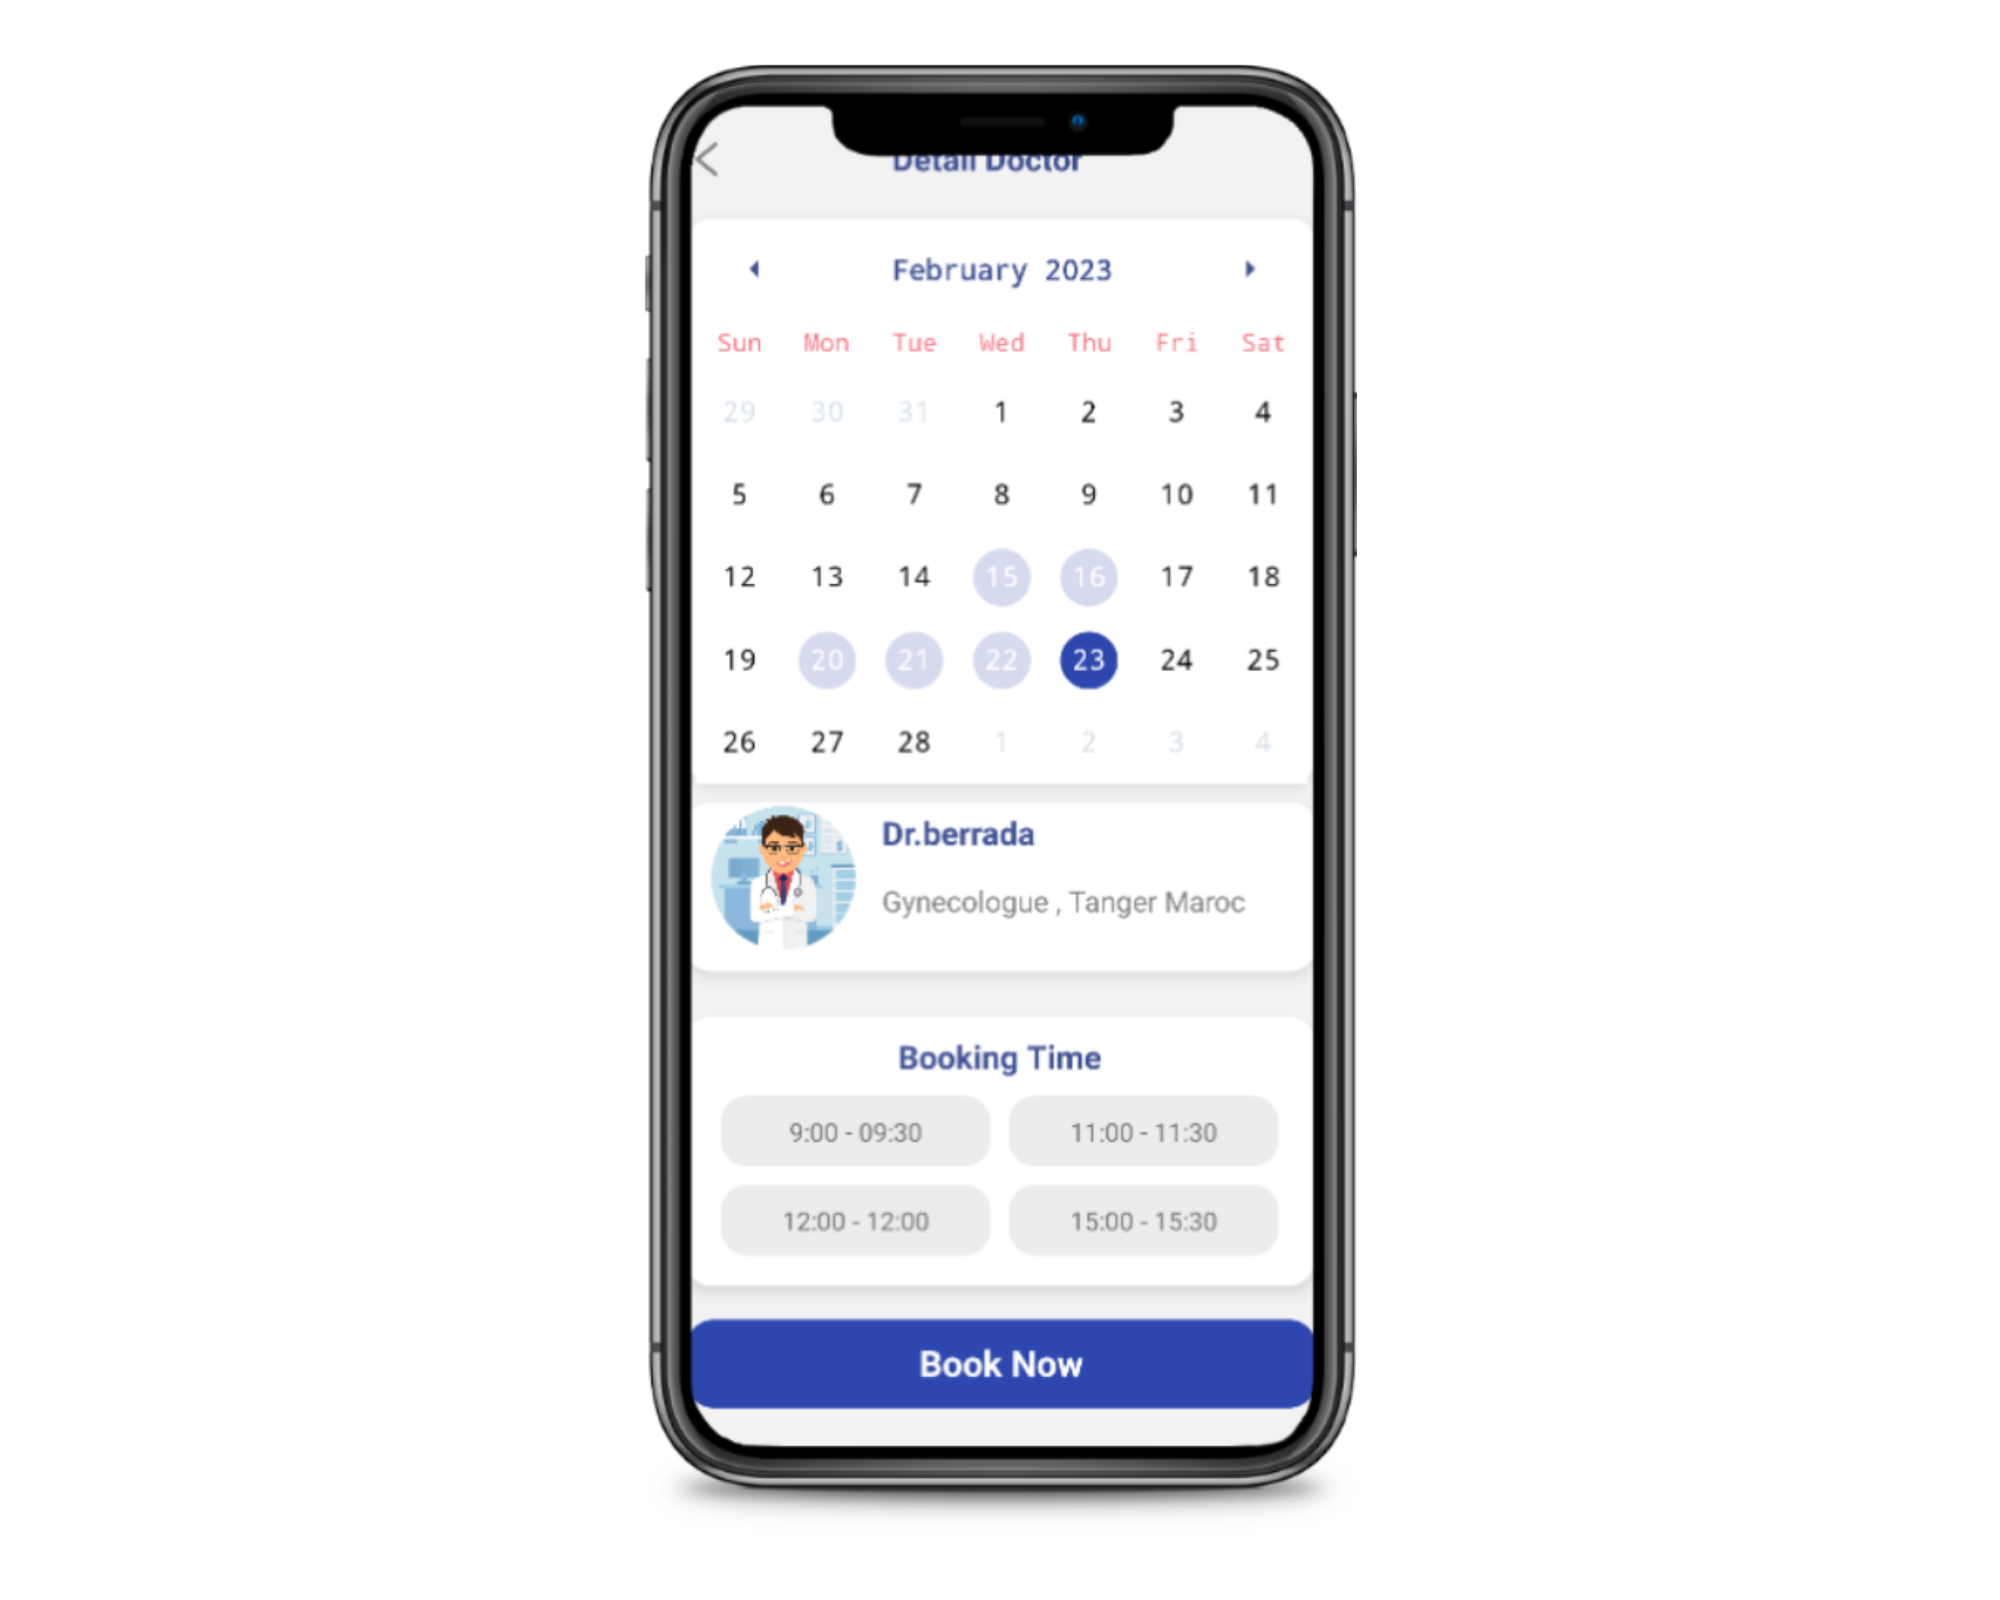 Detail Doctor
February 2023
Sun Mon Tue Wed Thu Fri Sat
29 30 31 1 2 3 4
5 6 7 8 9 10 11
12 13 14 15 16 17 18
19 20 21 22 23 24 25
26 27 28 1 2 3 4
Dr.berrada
Gynecologue , Tanger Maroc
Booking Time
9:00 - 09:30 11:00 - 11:30
12:00 - 12:00 15:00 - 15:30
Book Now